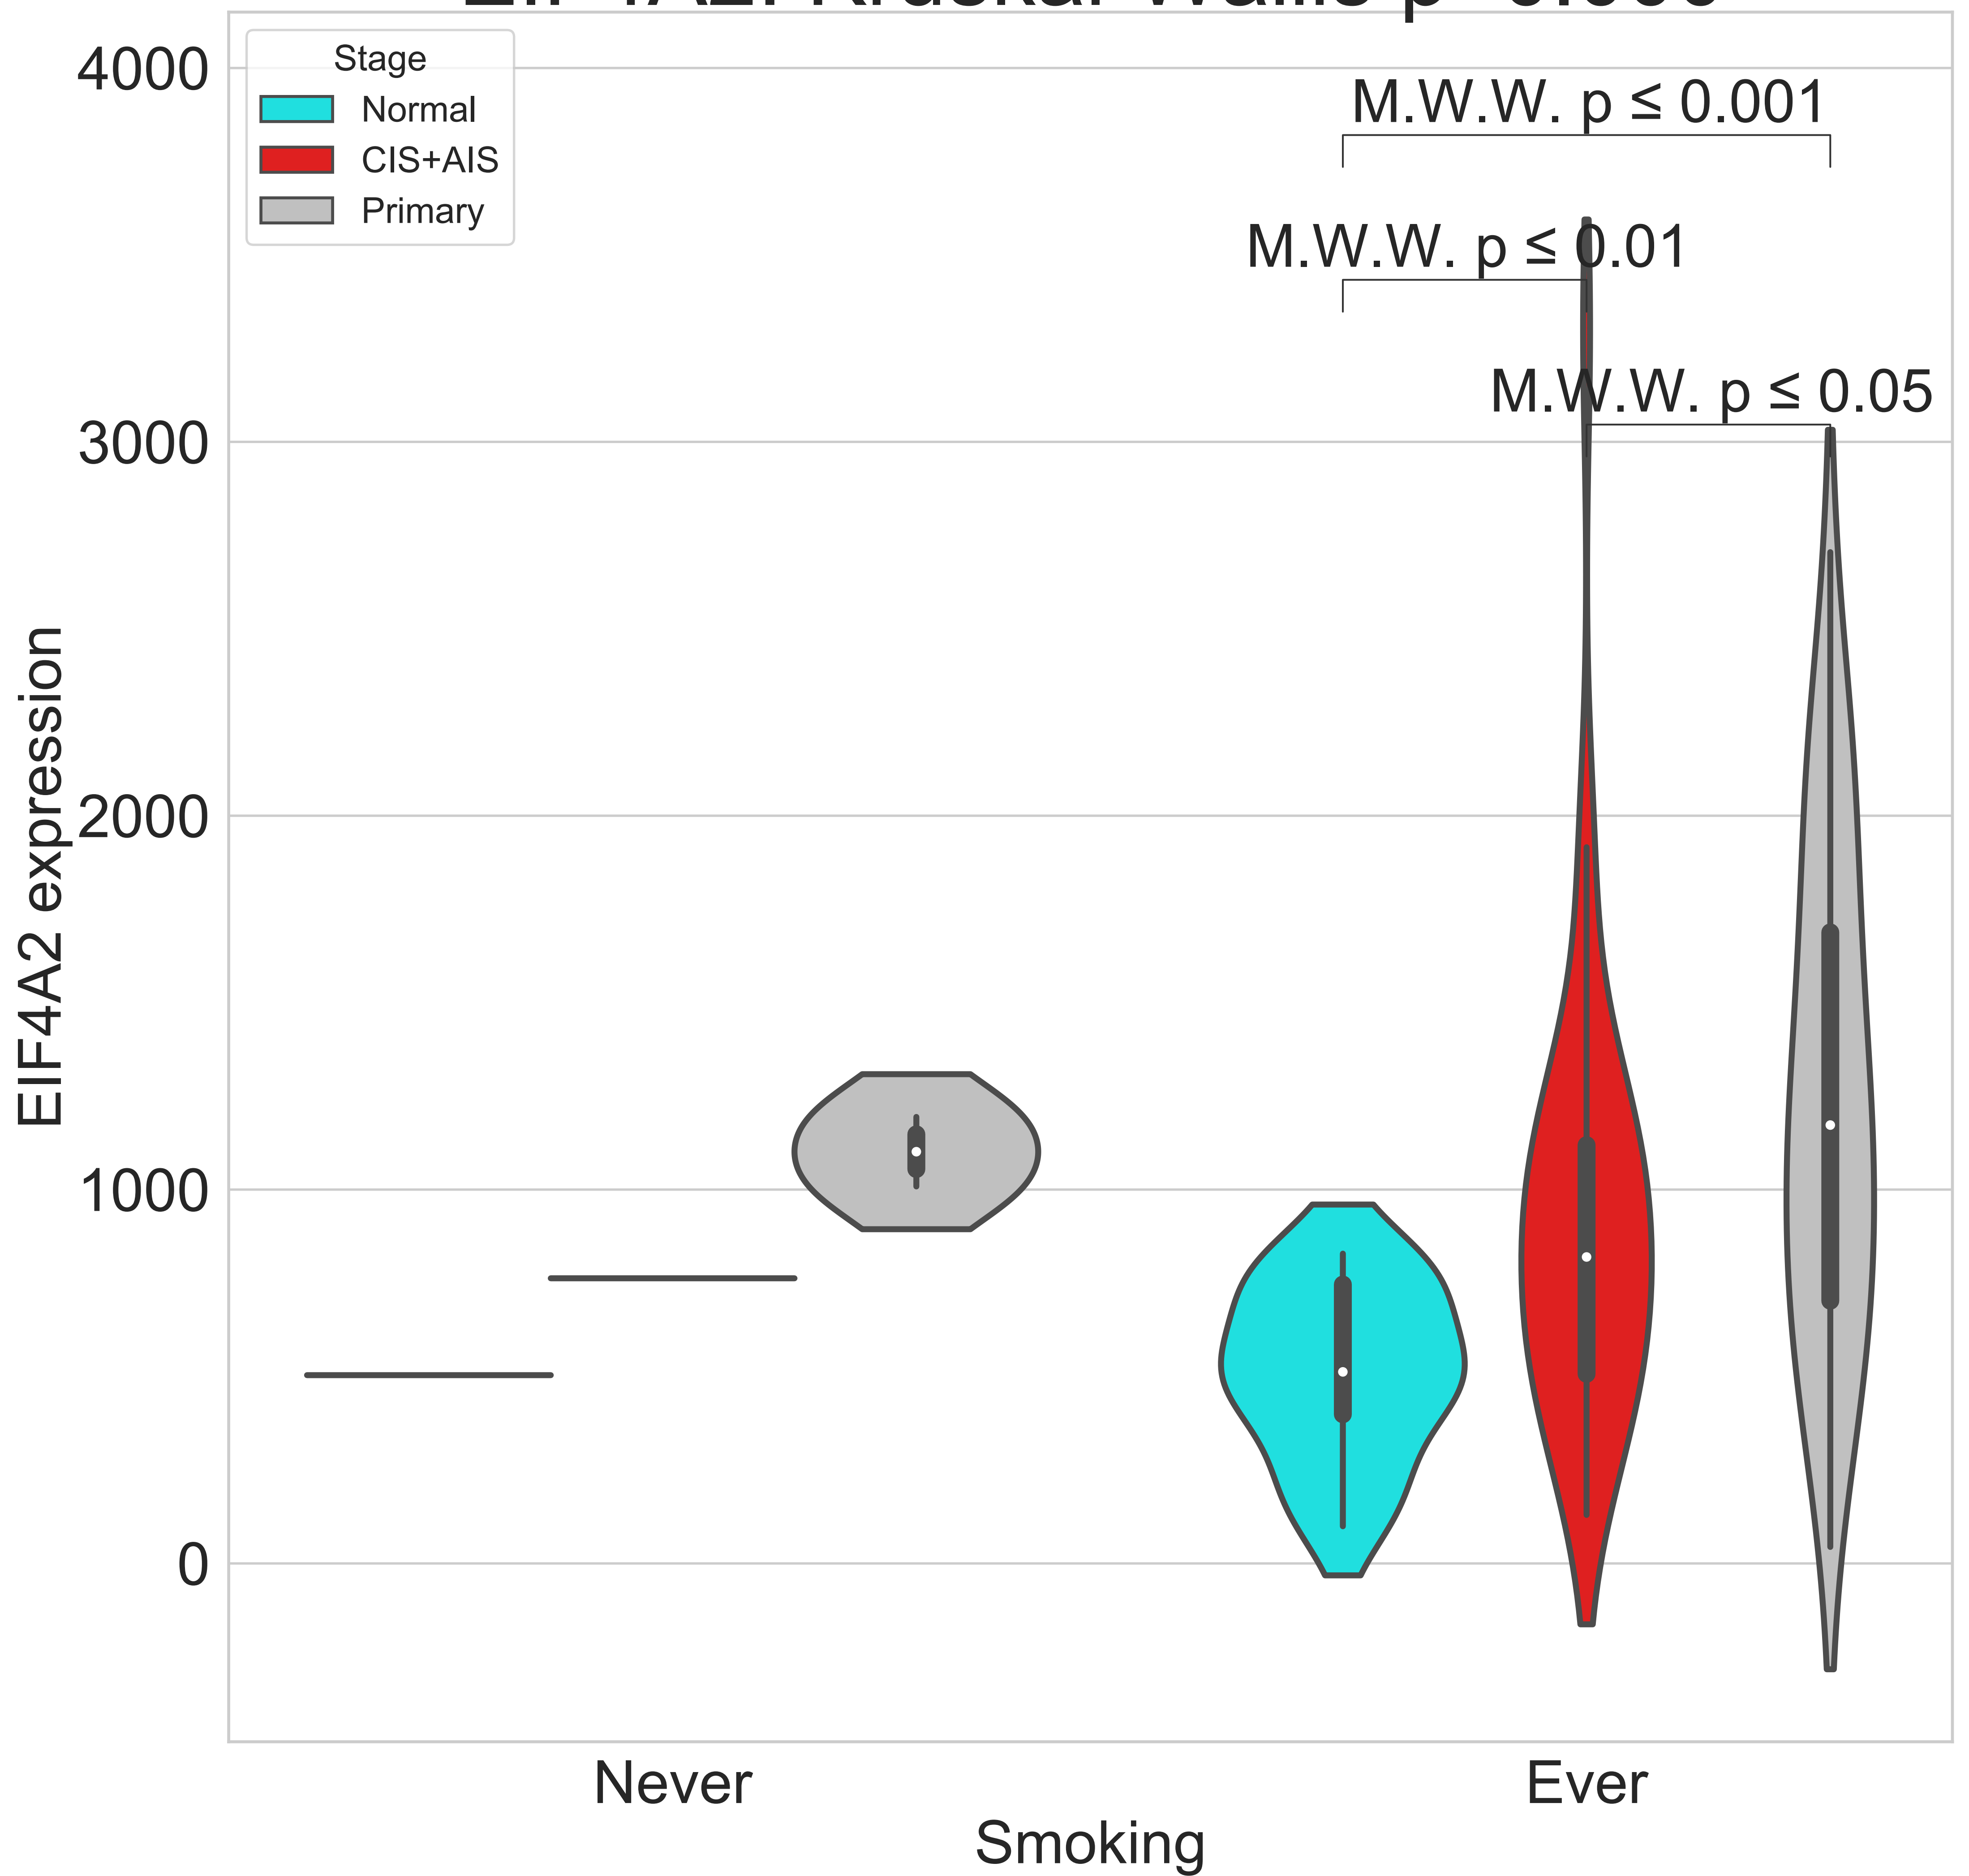 4000
3000
2000
1000
0
EIF4A2 expression
Stage
Normal
CIS+AIS
Primary
M.W.W. p ≤ 0.001
M.W.W. p ≤ 0.01
M.W.W. p ≤ 0.05
Never
Ever
Smoking